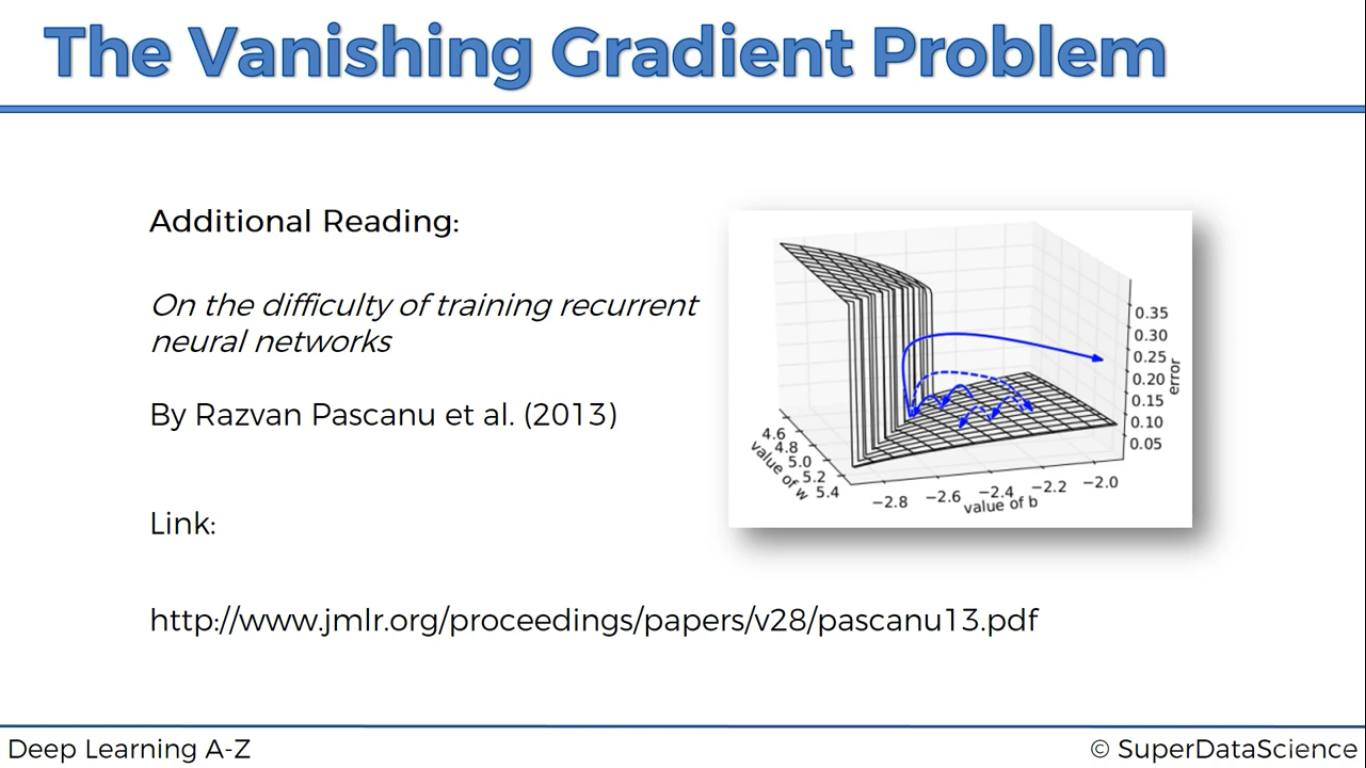 The Vanishing Gradient Problem
Additional Reading:
On the difficulty of training recurrent
neural networks
By Razvan Pascanu et al. (2013)
Link:
http://www.jmlr.org/proceedings/papers/v28/pascanu13.pdf
0.35
0.30
0.25
0.20
0.15
0.10
0.05
error
4.6
4.8
5.0
5.2
5.4
value of w
−2.8
−2.6
−2.4
−2.2
−2.0
value of b
Deep Learning A-Z
© SuperDataScience